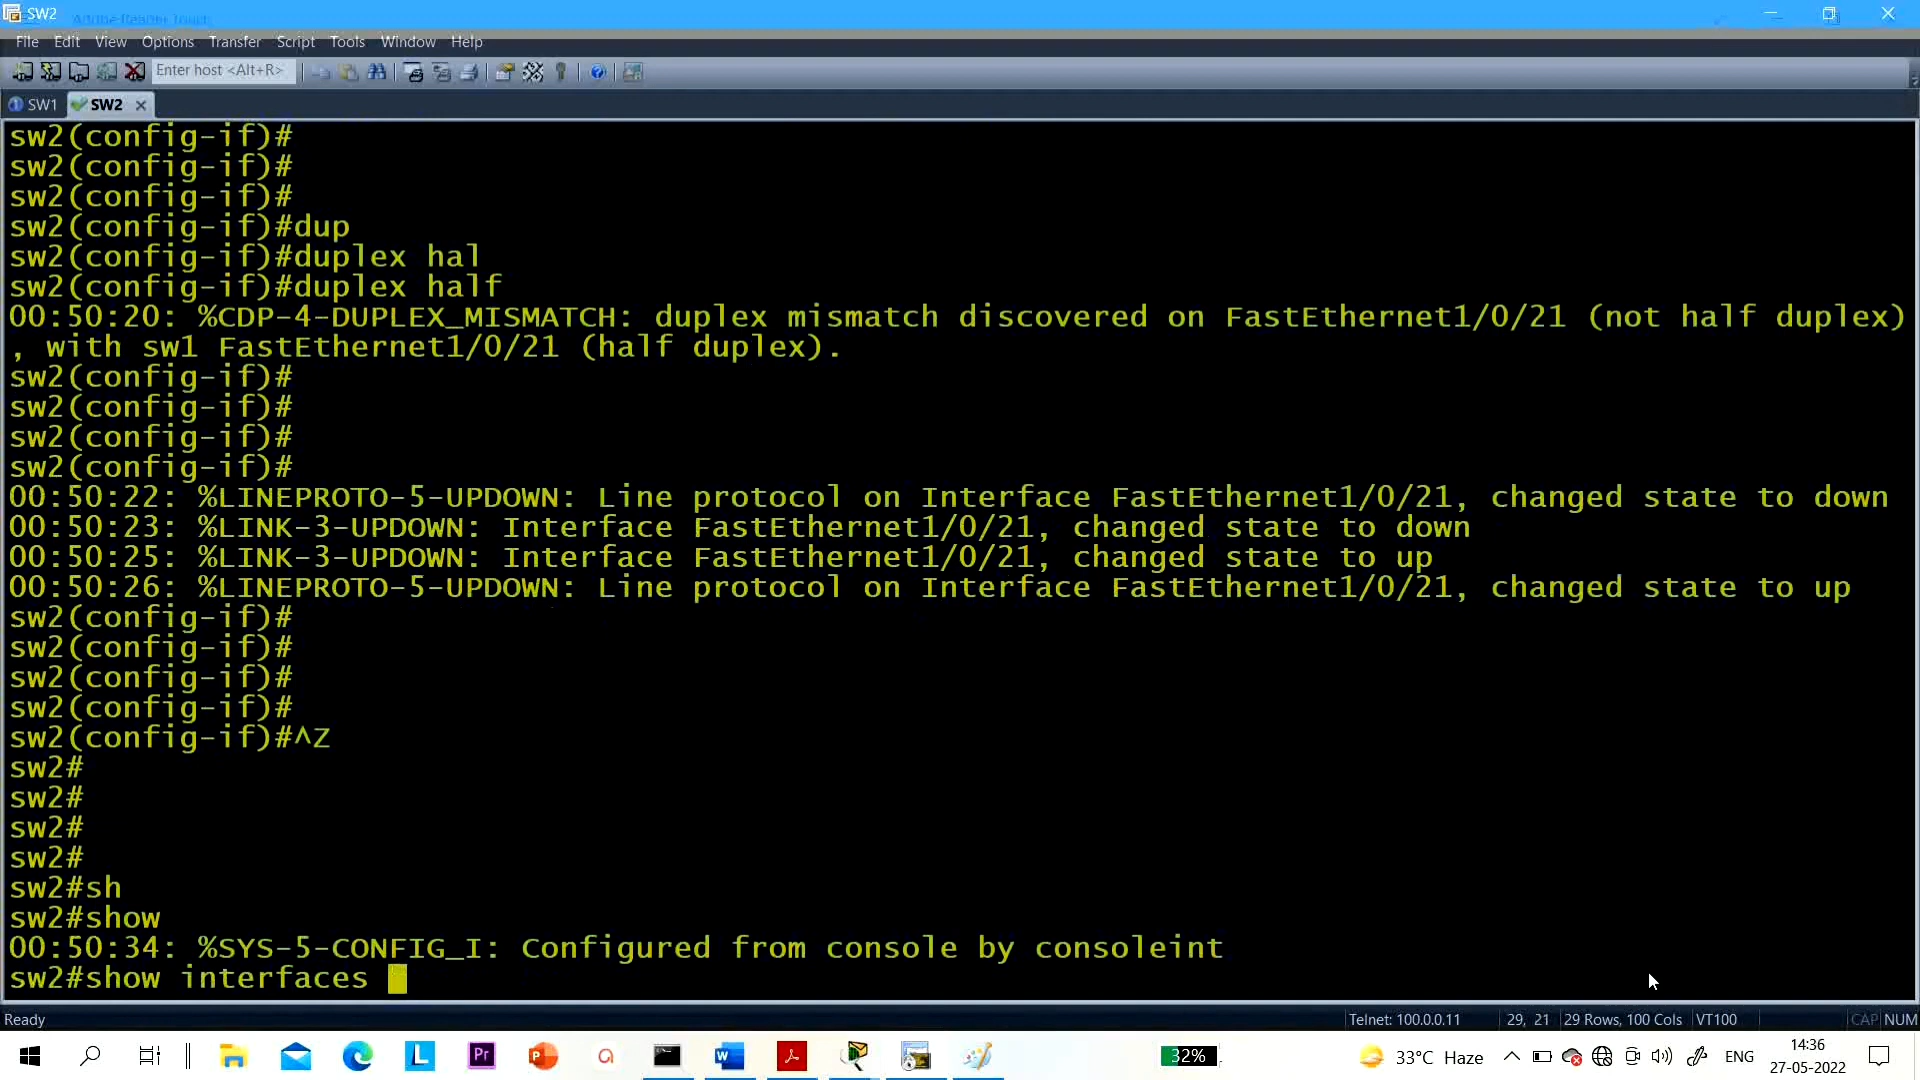 SW2
File Edit View Options Transfer Script Tools Window Help
Enter host <Alt+R>
SW1 SW2
sw2(config-if)#
sw2(config-if)#
sw2(config-if)#
sw2(config-if)#dup
sw2(config-if)#duplex hal
sw2(config-if)#duplex half
00:50:20: %CDP-4-DUPLEX_MISMATCH: duplex mismatch discovered on FastEthernet1/0/21 (not half duplex)
, with sw1 FastEthernet1/0/21 (half duplex).
sw2(config-if)#
sw2(config-if)#
sw2(config-if)#
sw2(config-if)#
00:50:22: %LINEPROTO-5-UPDOWN: Line protocol on Interface FastEthernet1/0/21, changed state to down
00:50:23: %LINK-3-UPDOWN: Interface FastEthernet1/0/21, changed state to down
00:50:25: %LINK-3-UPDOWN: Interface FastEthernet1/0/21, changed state to up
00:50:26: %LINEPROTO-5-UPDOWN: Line protocol on Interface FastEthernet1/0/21, changed state to up
sw2(config-if)#
sw2(config-if)#
sw2(config-if)#
sw2(config-if)#
sw2(config-if)#^Z
sw2#
sw2#
sw2#
sw2#
sw2#sh
sw2#show
00:50:34: %SYS-5-CONFIG_I: Configured from console by consoleint
sw2#show interfaces
Ready Telnet: 100.0.0.11 29, 21 29 Rows, 100 Cols VT100 CAP NUM
L Pr P W 32% 33°C Haze ENG 14:36
27-05-2022